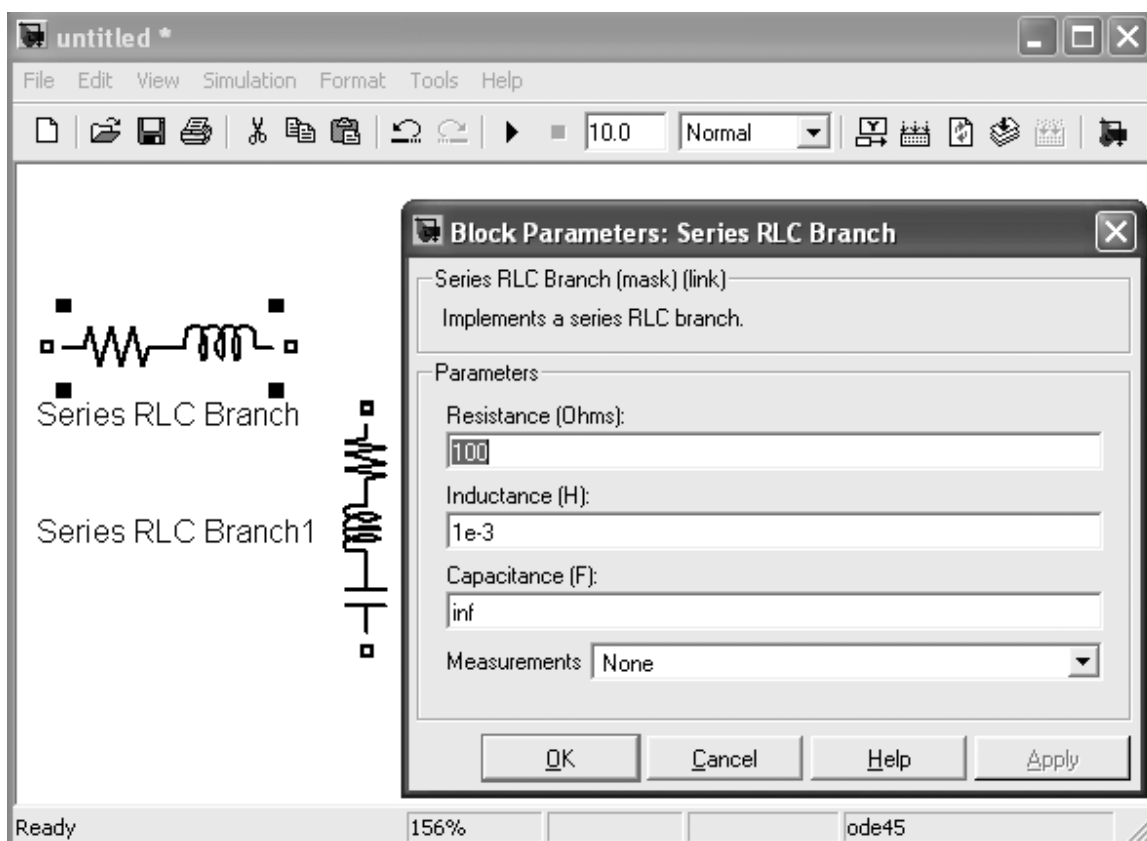 untitled *
File Edit View Simulation Format Tools Help
10.0 Normal
Block Parameters: Series RLC Branch
Series RLC Branch (mask) (link)
Implements a series RLC branch.
Parameters
Resistance (Ohms):
100
Inductance (H):
1e-3
Capacitance (F):
inf
Measurements None
OK Cancel Help Apply
Series RLC Branch
Series RLC Branch1
Ready 156% ode45